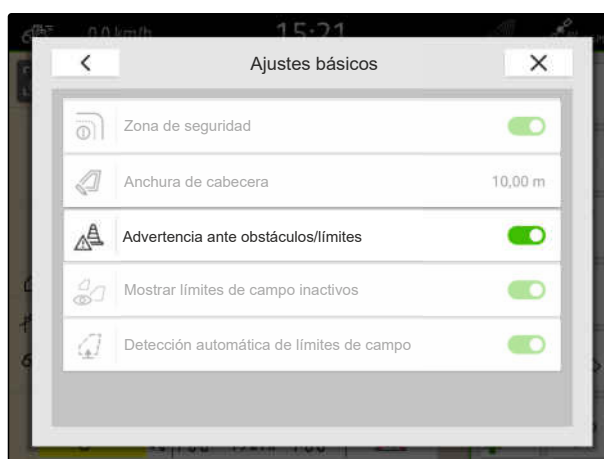 0.0 km/h 15:21
Ajustes básicos
Zona de seguridad
Anchura de cabecera 10,00 m
Advertencia ante obstáculos/límites
Mostrar límites de campo inactivos
Detección automática de límites de campo